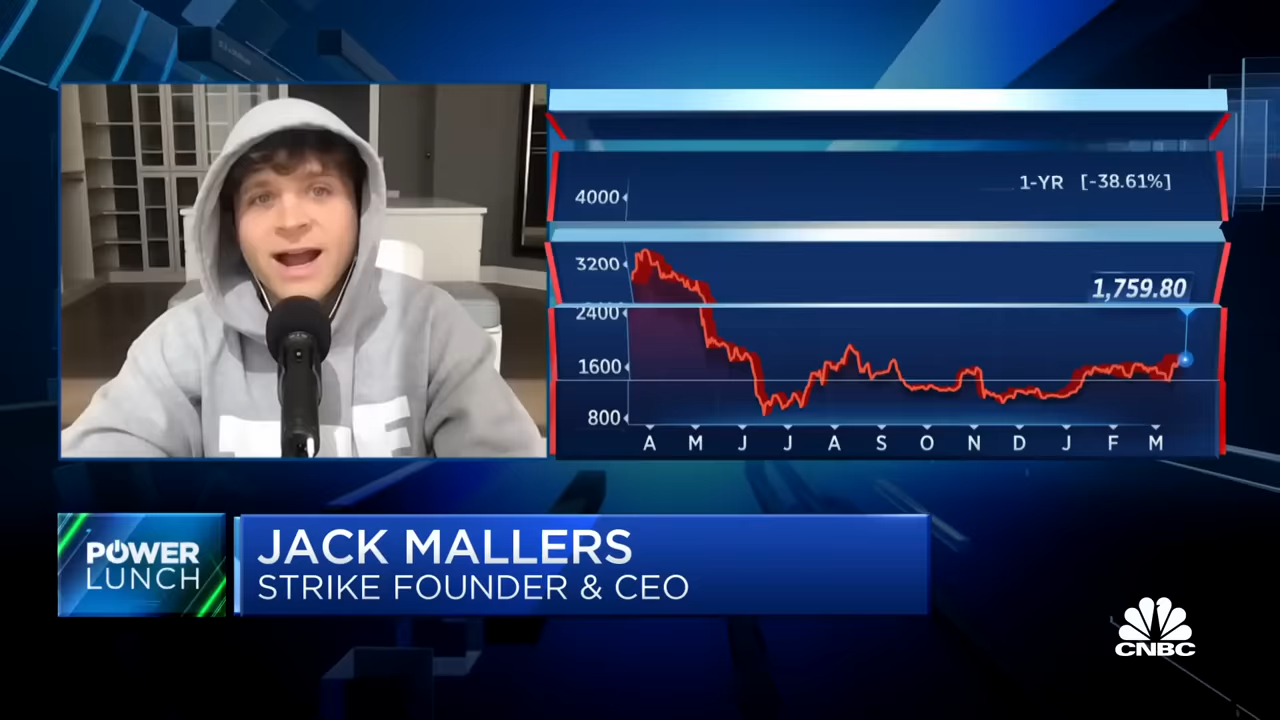 1-YR [-38.61%]
4000
3200
1,759.80
2400
1600
800
A M J J A S O N D J F M
POWER
LUNCH
JACK MALLERS
STRIKE FOUNDER & CEO
CNBC